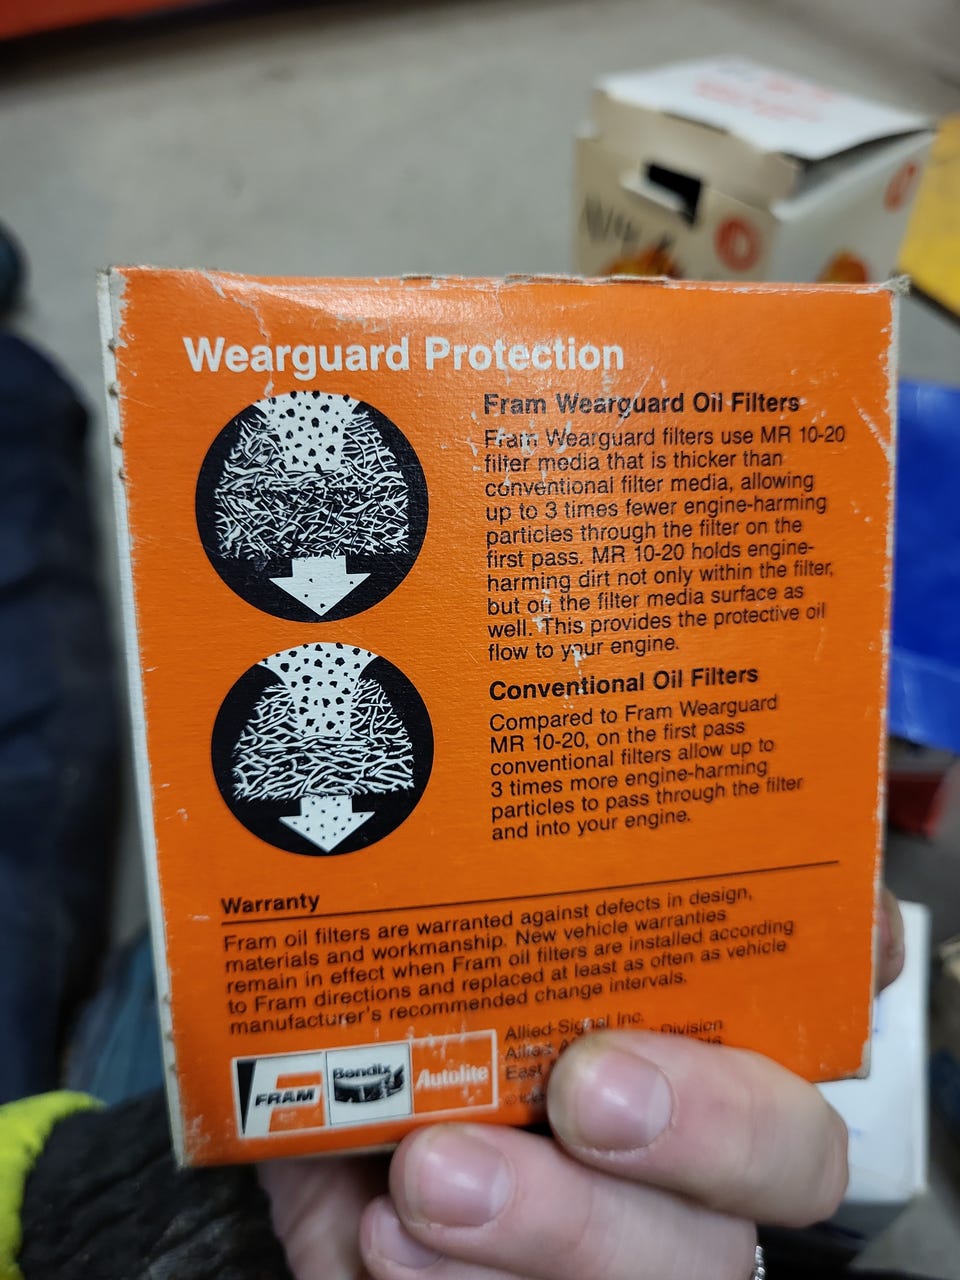 Wearguard Protection
Fram Wearguard Oil Filters
Fram Wearguard filters use MR 10-20
filter media that is thicker than
conventional filter media, allowing
up to 3 times fewer engine-harming
particles through the filter on the
first pass. MR 10-20 holds engine-
harming dirt not only within the filter,
but on the filter media surface as
well. This provides the protective oil
flow to your engine.
Conventional Oil Filters
Compared to Fram Wearguard
MR 10-20, on the first pass
conventional filters allow up to
3 times more engine-harming
particles to pass through the filter
and into your engine.
Warranty
Fram oil filters are warranted against defects in design,
materials and workmanship. New vehicle warranties
remain in effect when Fram oil filters are installed according
to Fram directions and replaced at least as often as vehicle
manufacturer's recommended change intervals.
FRAM
Bendix
Autolite
Allied-Signal Inc.
Allied Division
East